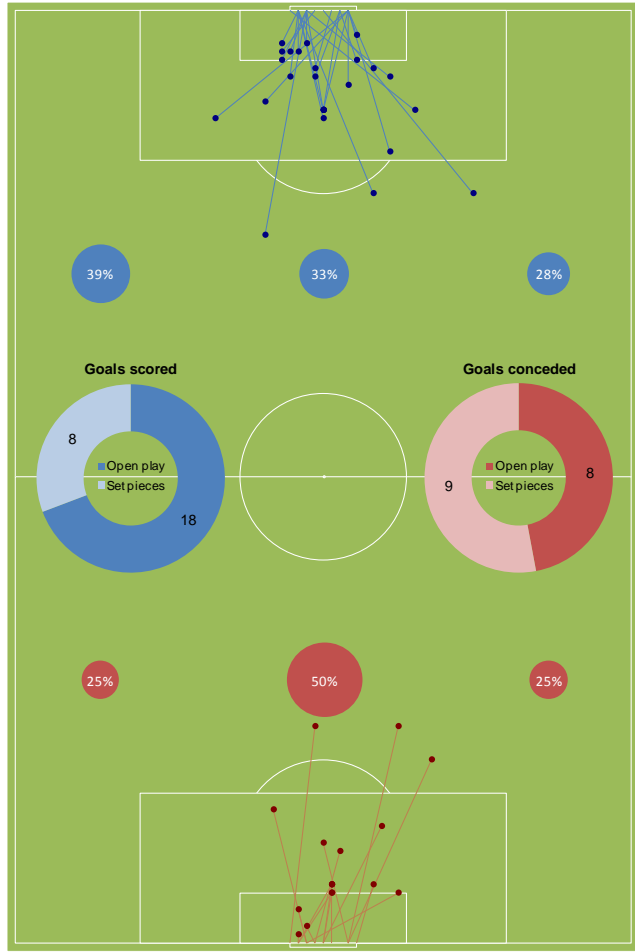 39%
33%
28%
Goals scored
Goals conceded
8
Open play
Set pieces
18
Open play
Set pieces
8
9
25%
50%
25%